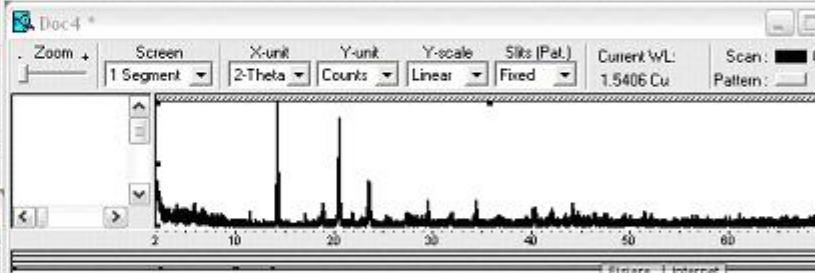 Doc4 *
. Zoom + Screen X-unit Y-unit Y-scale Slits (Pat.) Current WL: Scan:
1 Segment 2-Theta Counts Linear Fixed 1.5406 Cu Pattern:
2 10 20 30 40 50 60
Internet